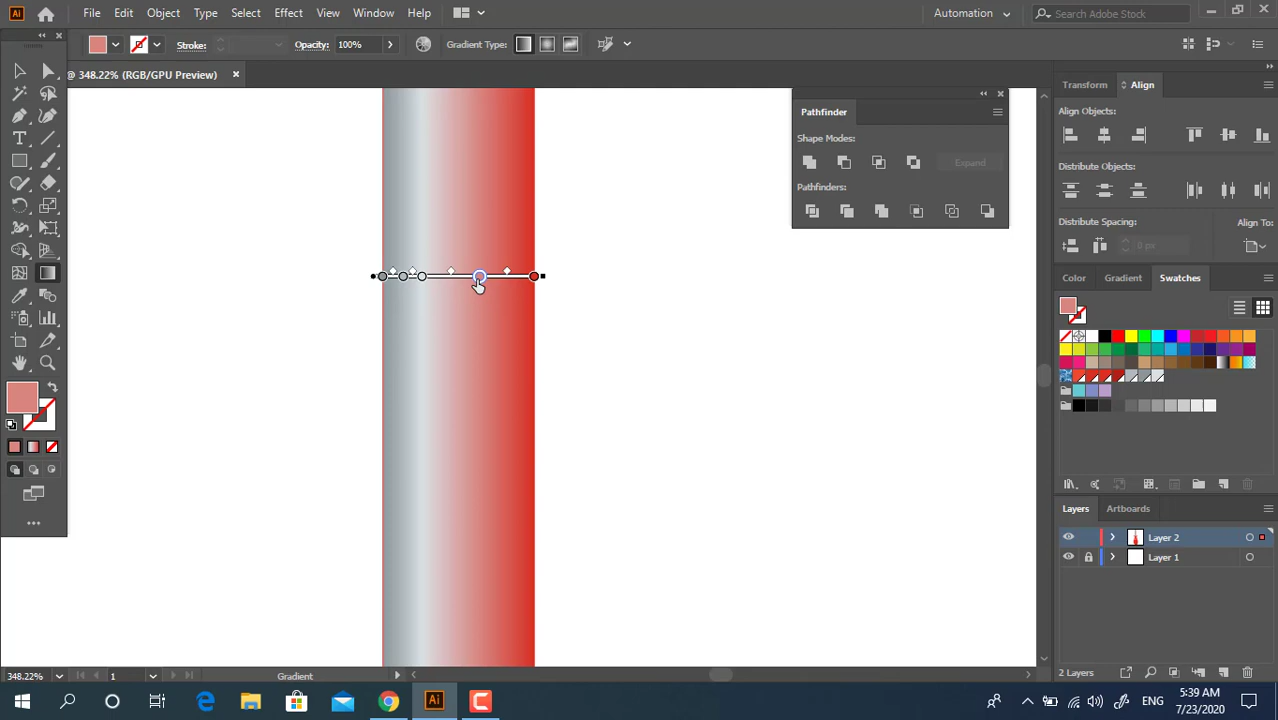 Ai File Edit Object Type Select Effect View Window Help Automation Search Adobe Stock
Stroke: Opacity: 100% Gradient Type:
@ 348.22% (RGB/GPU Preview)
Transform Align
Pathfinder
Align Objects:
Shape Modes:
Expand
Distribute Objects:
Pathfinders:
Distribute Spacing: Align To:
0 px
Color Gradient Swatches
Layers Artboards
Layer 2
Layer 1
348.22% 1 Gradient 2 Layers
Ai ENG 5:39 AM
7/23/2020